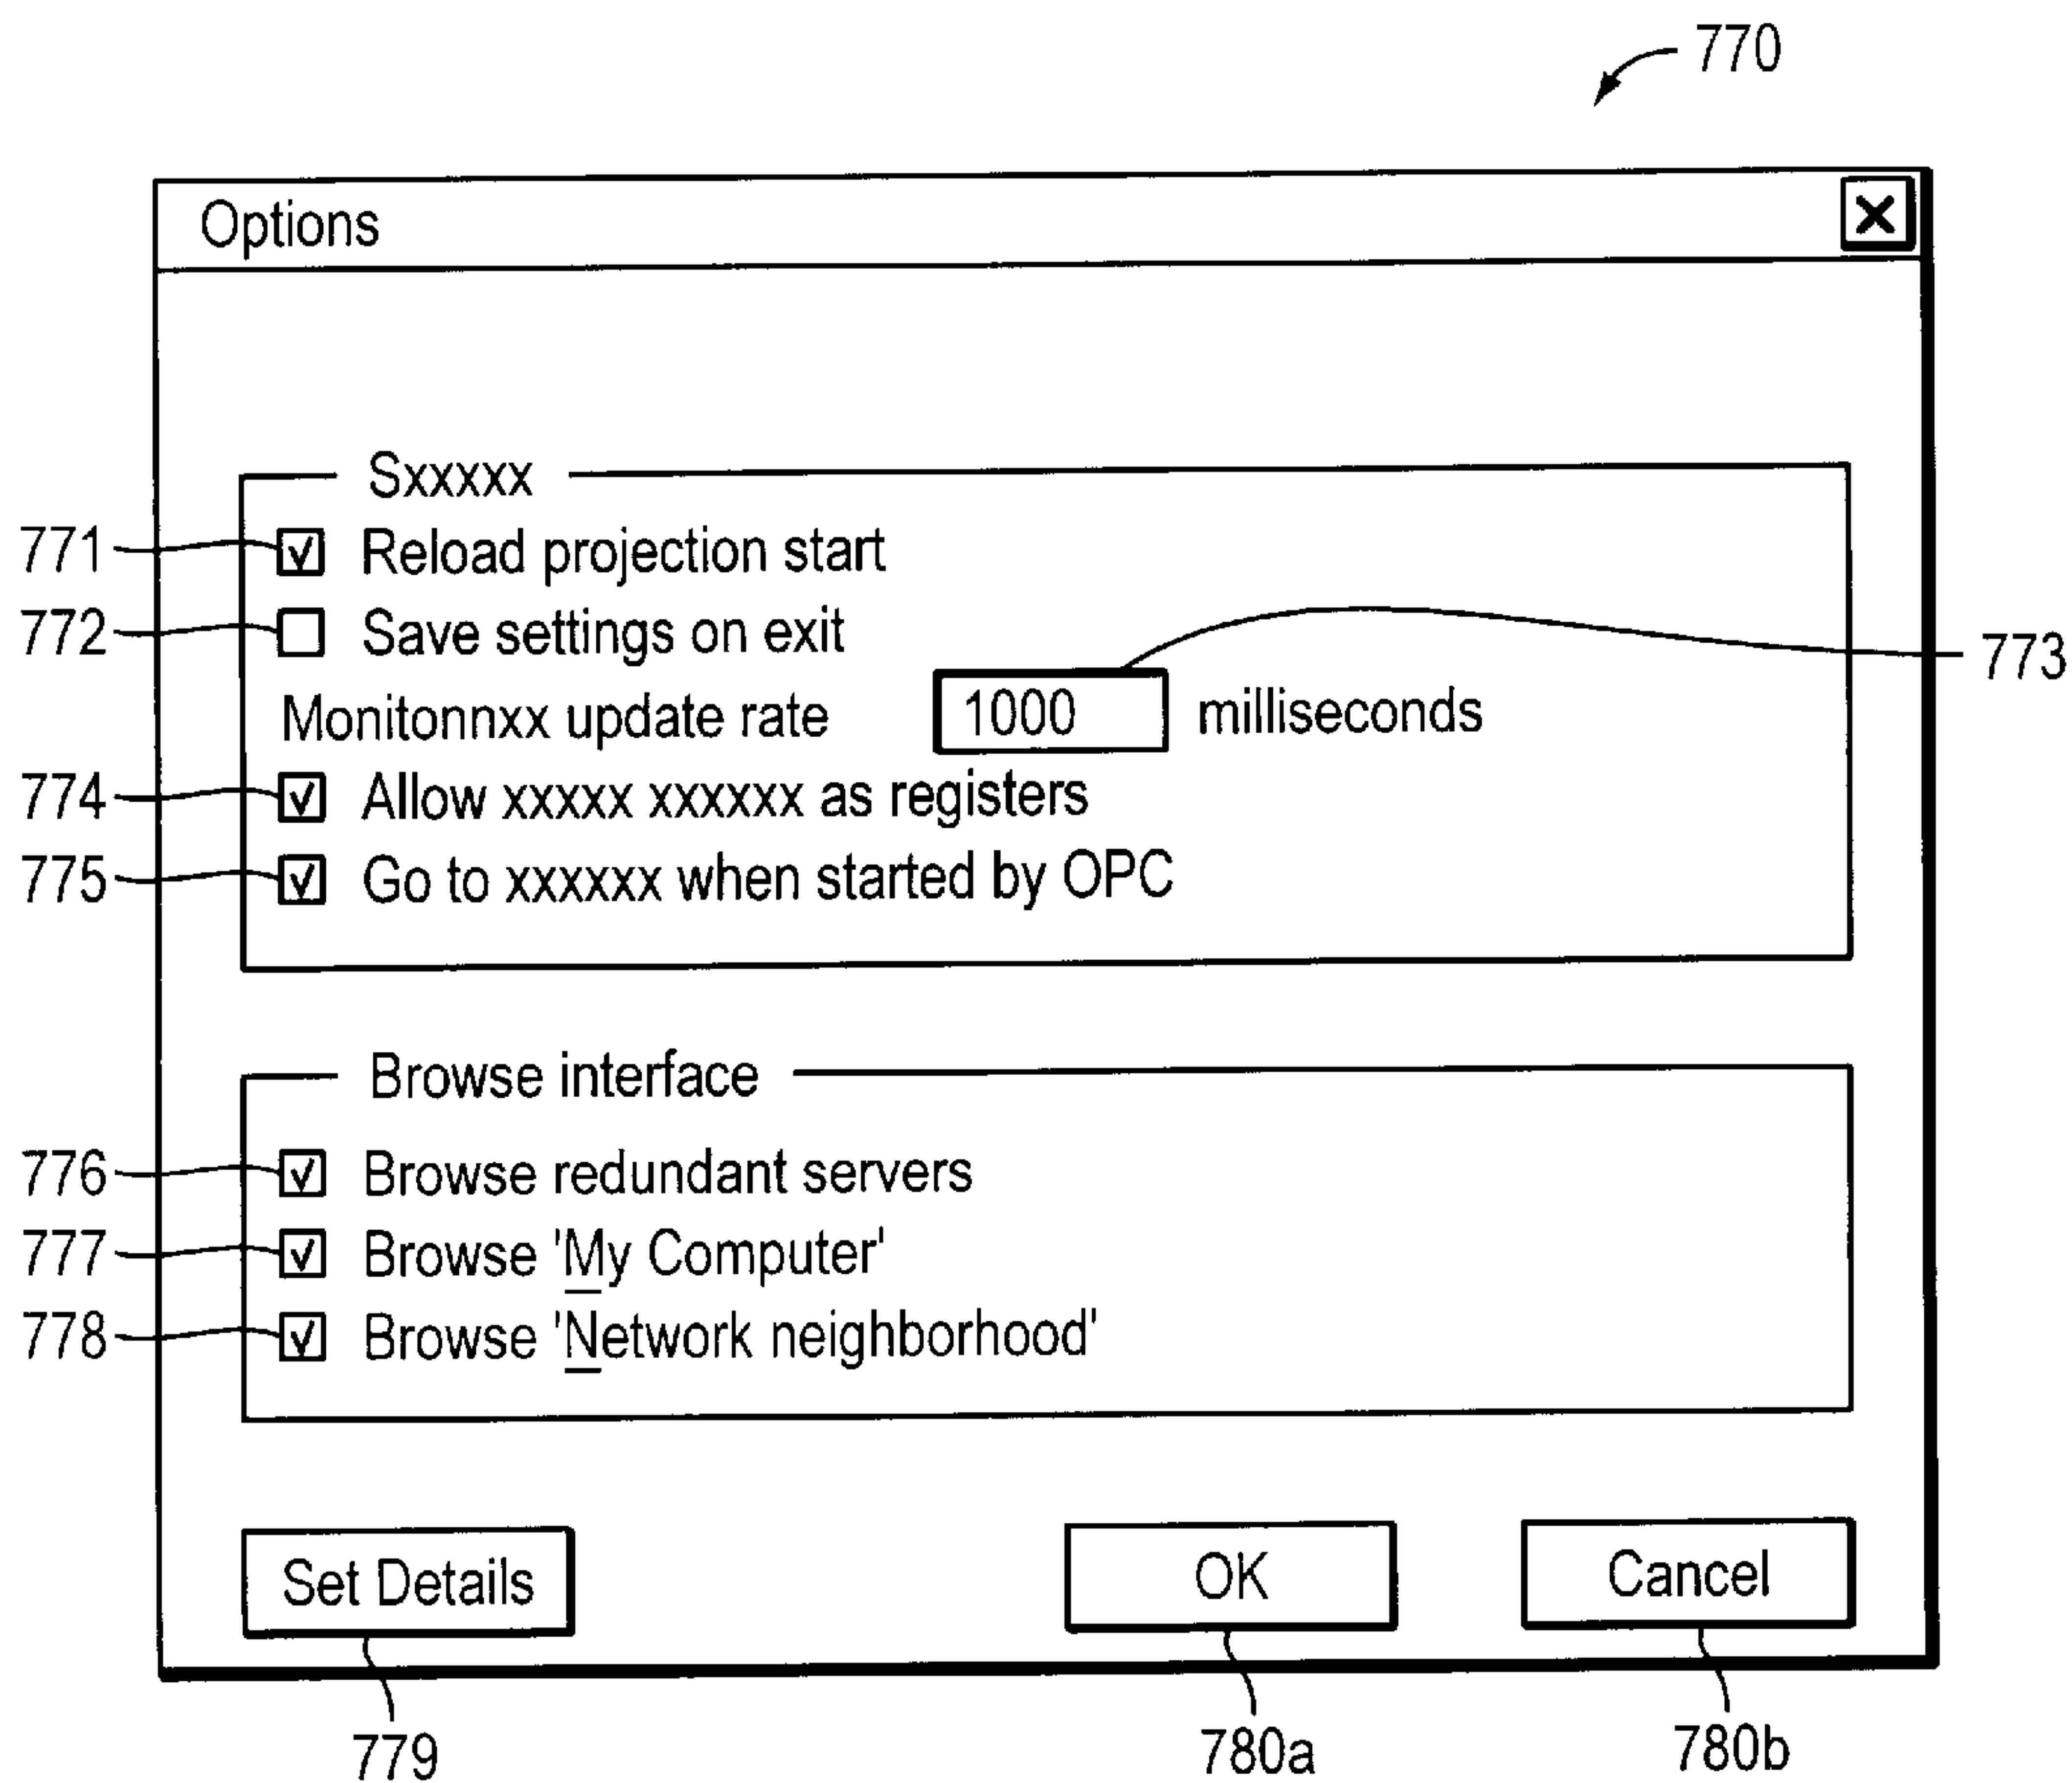 770
Options
Sxxxxx
771 Reload projection start
772 Save settings on exit
773
Monitonnxx update rate 1000 milliseconds
774 Allow xxxxx xxxxxx as registers
775 Go to xxxxxx when started by OPC
Browse interface
776 Browse redundant servers
777 Browse 'My Computer'
778 Browse 'Network neighborhood'
Set Details OK Cancel
779 780a 780b